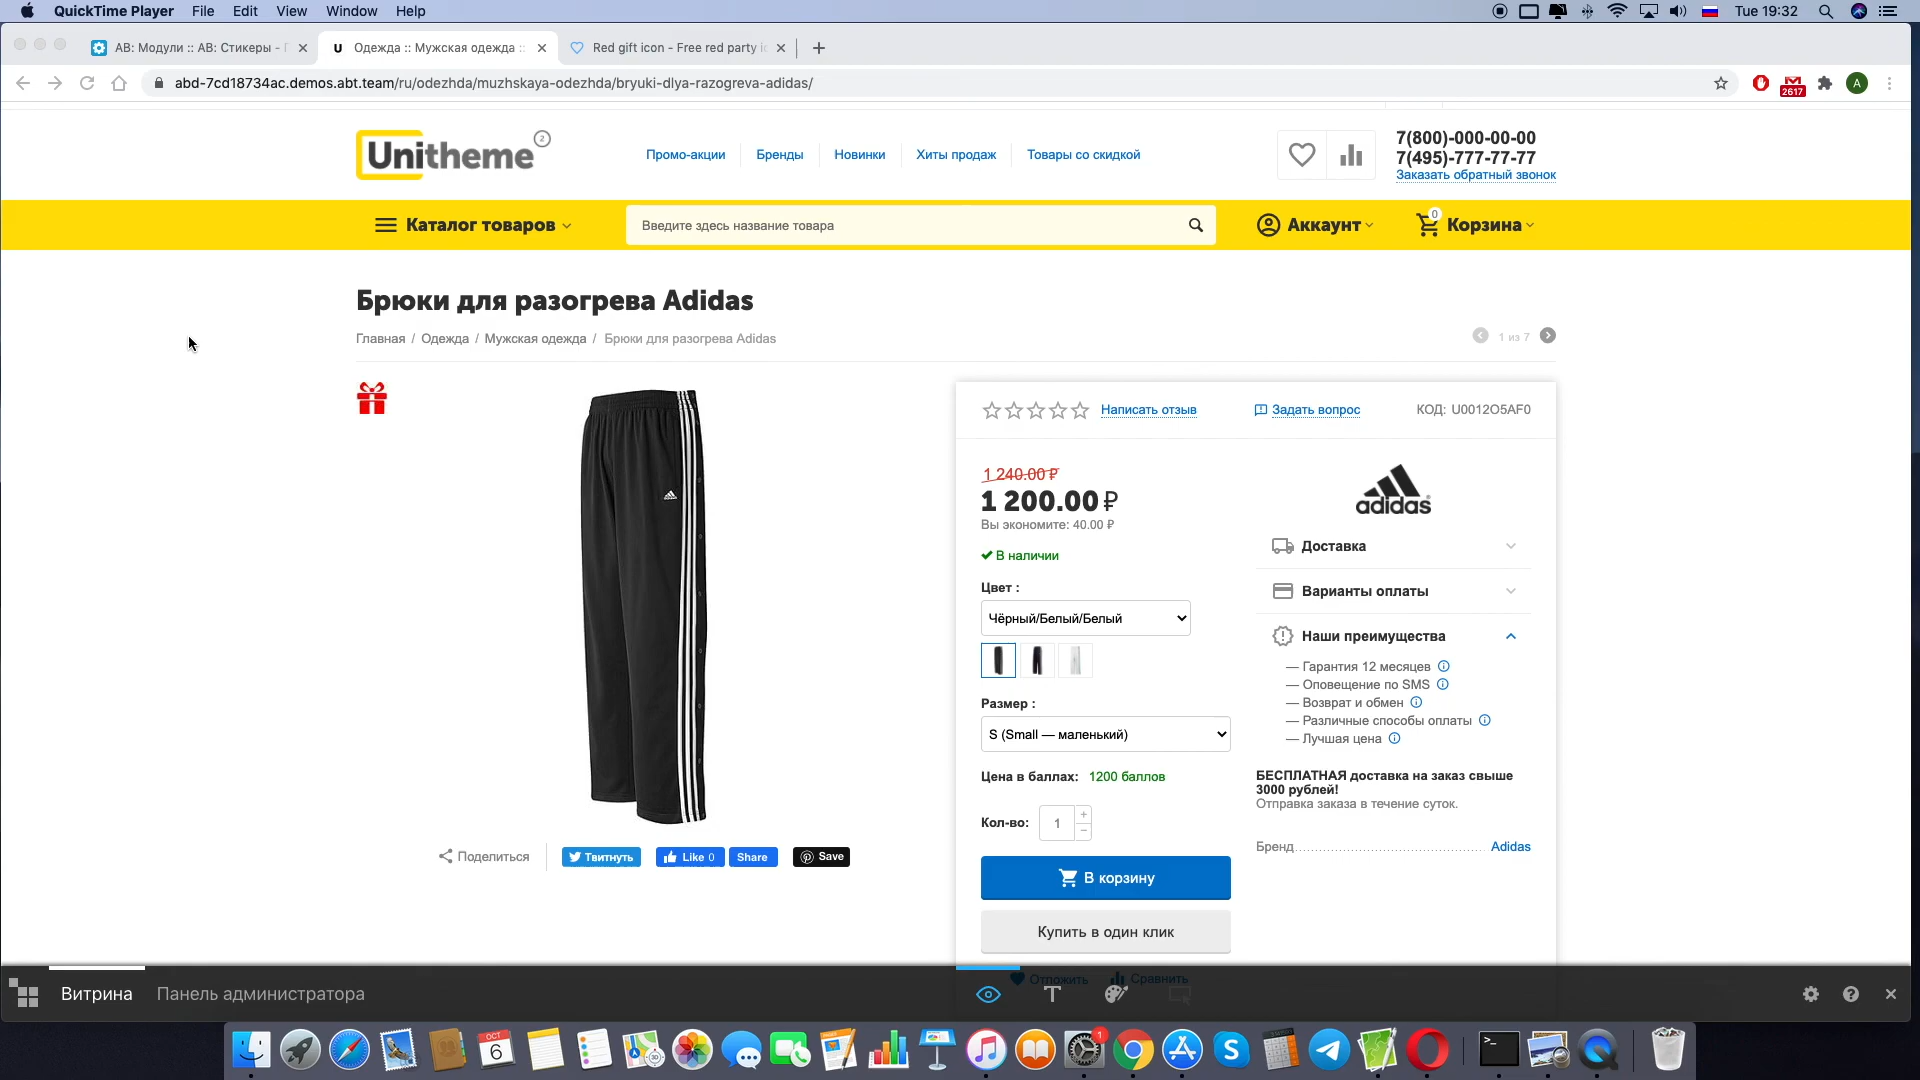 QuickTime Player File Edit View Window Help Tue 19:32
АВ: Модули :: АВ: Стикеры - Одежда :: Мужская одежда :: Red gift icon - Free red party
abd-7cd18734ac.demos.abt.team/ru/odezhda/muzhskaya-odezhda/bryuki-dlya-razogreva-adidas/
2617
A
Unitheme 2
Промо-акции Бренды Новинки Хиты продаж Товары со скидкой
7(800)-000-00-00
7(495)-777-77-77
Заказать обратный звонок
Каталог товаров Введите здесь название товара Аккаунт 0 Корзина
Брюки для разогрева Adidas
Главная / Одежда / Мужская одежда / Брюки для разогрева Adidas
1 из 7
Написать отзыв Задать вопрос КОД: U0012O5AF0
1 240.00 ₽
1 200.00 ₽
Вы экономите: 40.00 ₽
В наличии
Цвет :
Чёрный/Белый/Белый
Размер :
S (Small — маленький)
Цена в баллах: 1200 баллов
Кол-во: 1 + −
В корзину
Купить в один клик
Отложить Сравнить
adidas
Доставка
Варианты оплаты
Наши преимущества
— Гарантия 12 месяцев
— Оповещение по SMS
— Возврат и обмен
— Различные способы оплаты
— Лучшая цена
БЕСПЛАТНАЯ доставка на заказ свыше
3000 рублей!
Отправка заказа в течение суток.
Бренд Adidas
Поделиться Твитнуть Like 0 Share Save
Витрина Панель администратора T
OCT
6
1